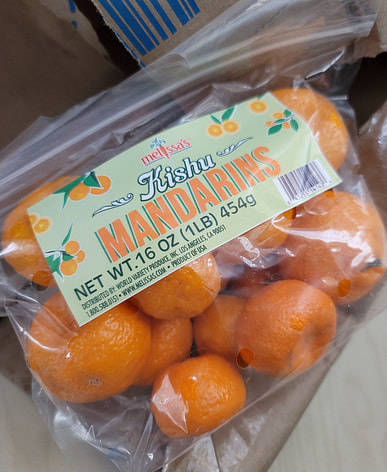 melissa's
Kishu
MANDARINS
NET WT. 16 OZ (1LB) 454g
DISTRIBUTED BY: WORLD VARIETY PRODUCE, INC. LOS ANGELES, CA 90051
1.800.588.0151 • WWW.MELISSAS.COM • PRODUCT OF USA